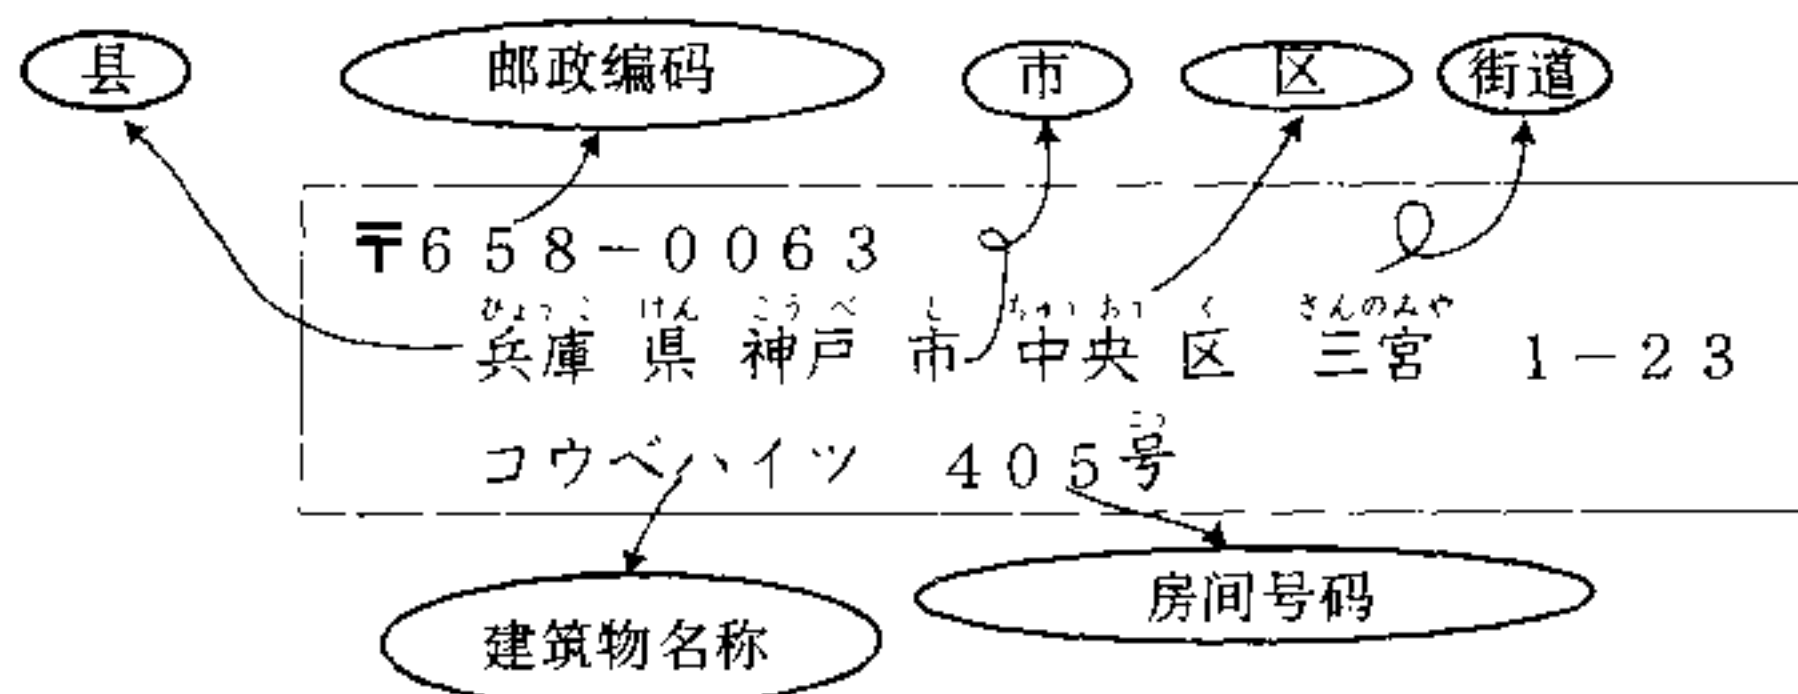 县 邮政编码 市 区 街道
〒658-0063
ひょうご けん こうべ し ちゅうおう く さんのみや
兵庫 県 神戸 市 中央 区 三宮 1-23
ごう
コウベハイツ 405号
房间号码
建筑物名称